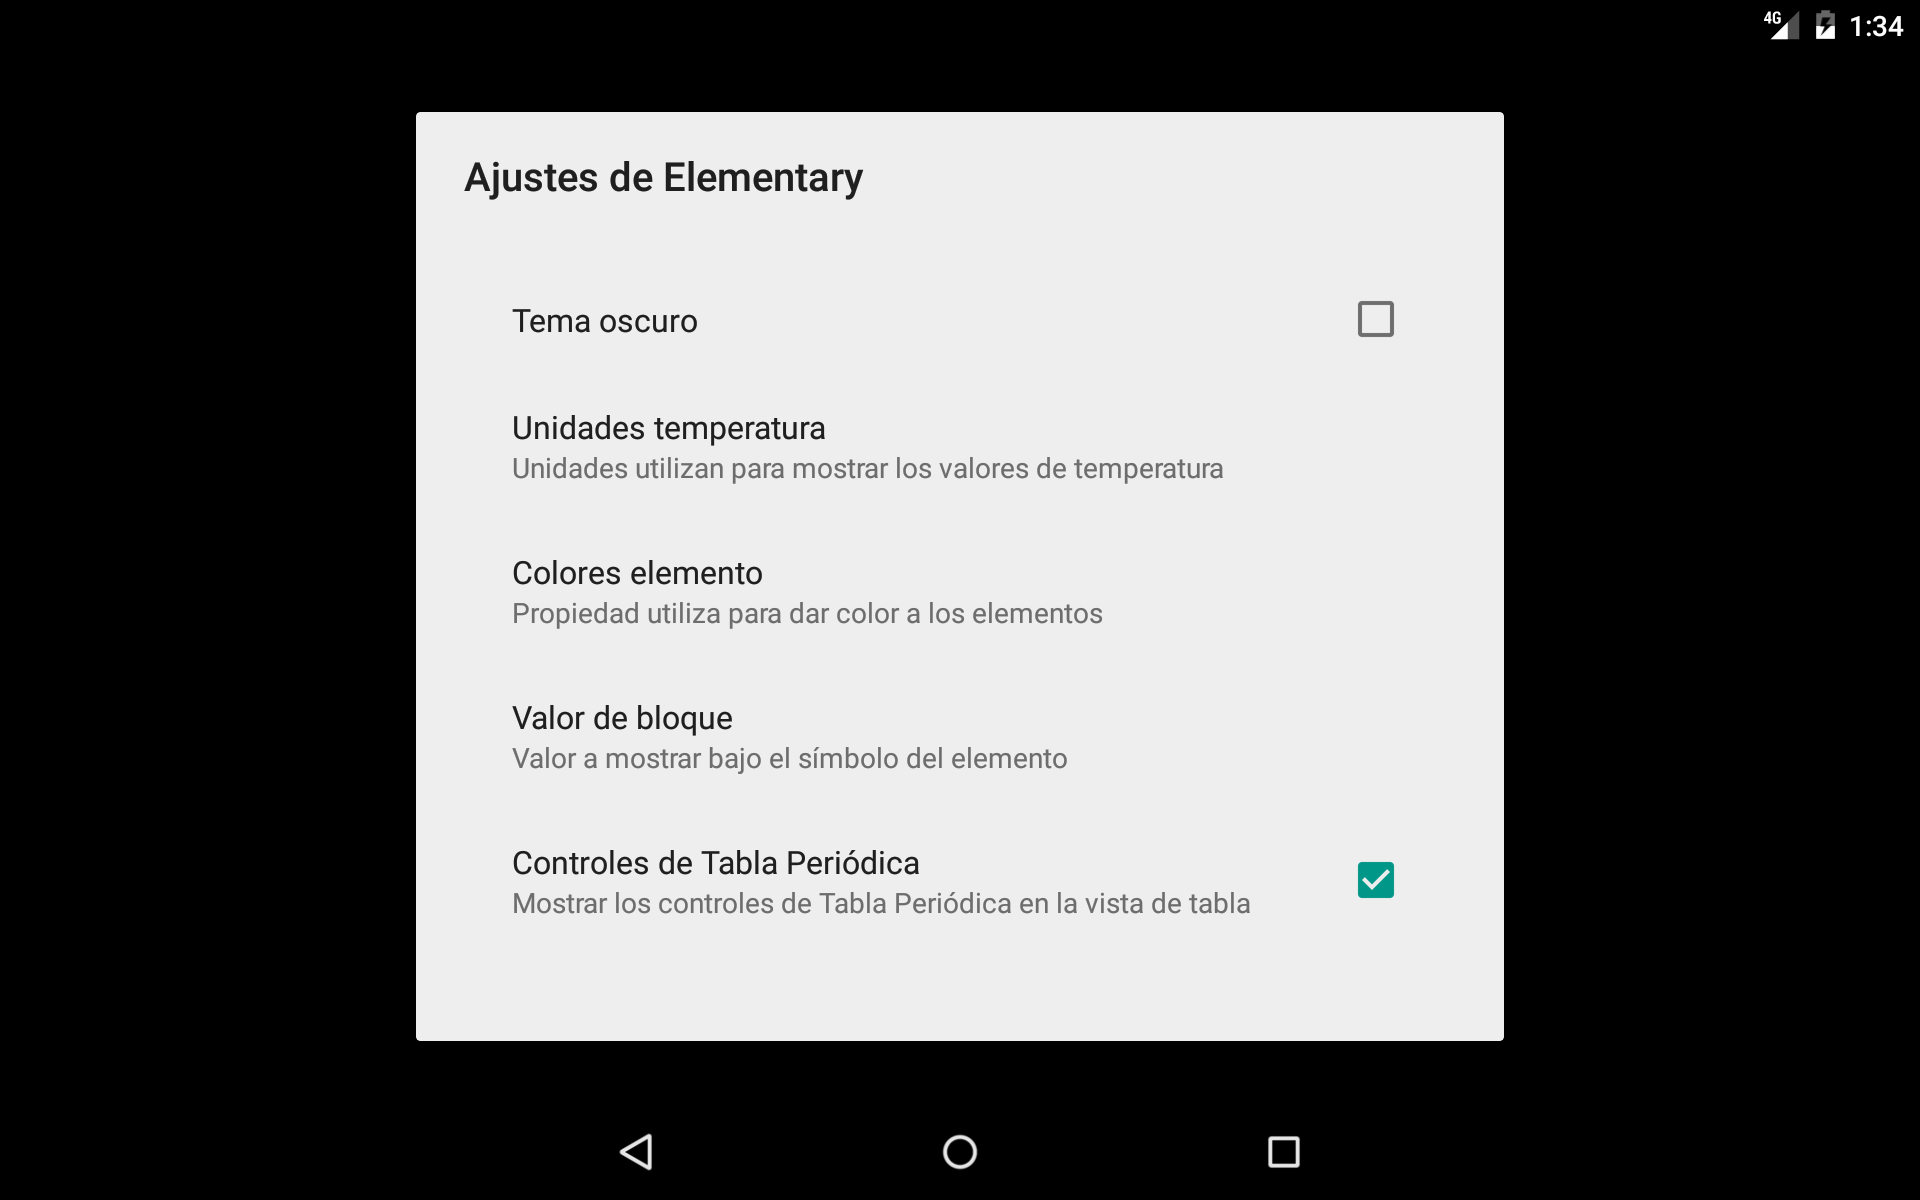 4G 1:34
Ajustes de Elementary
Tema oscuro
Unidades temperatura
Unidades utilizan para mostrar los valores de temperatura
Colores elemento
Propiedad utiliza para dar color a los elementos
Valor de bloque
Valor a mostrar bajo el símbolo del elemento
Controles de Tabla Periódica
Mostrar los controles de Tabla Periódica en la vista de tabla